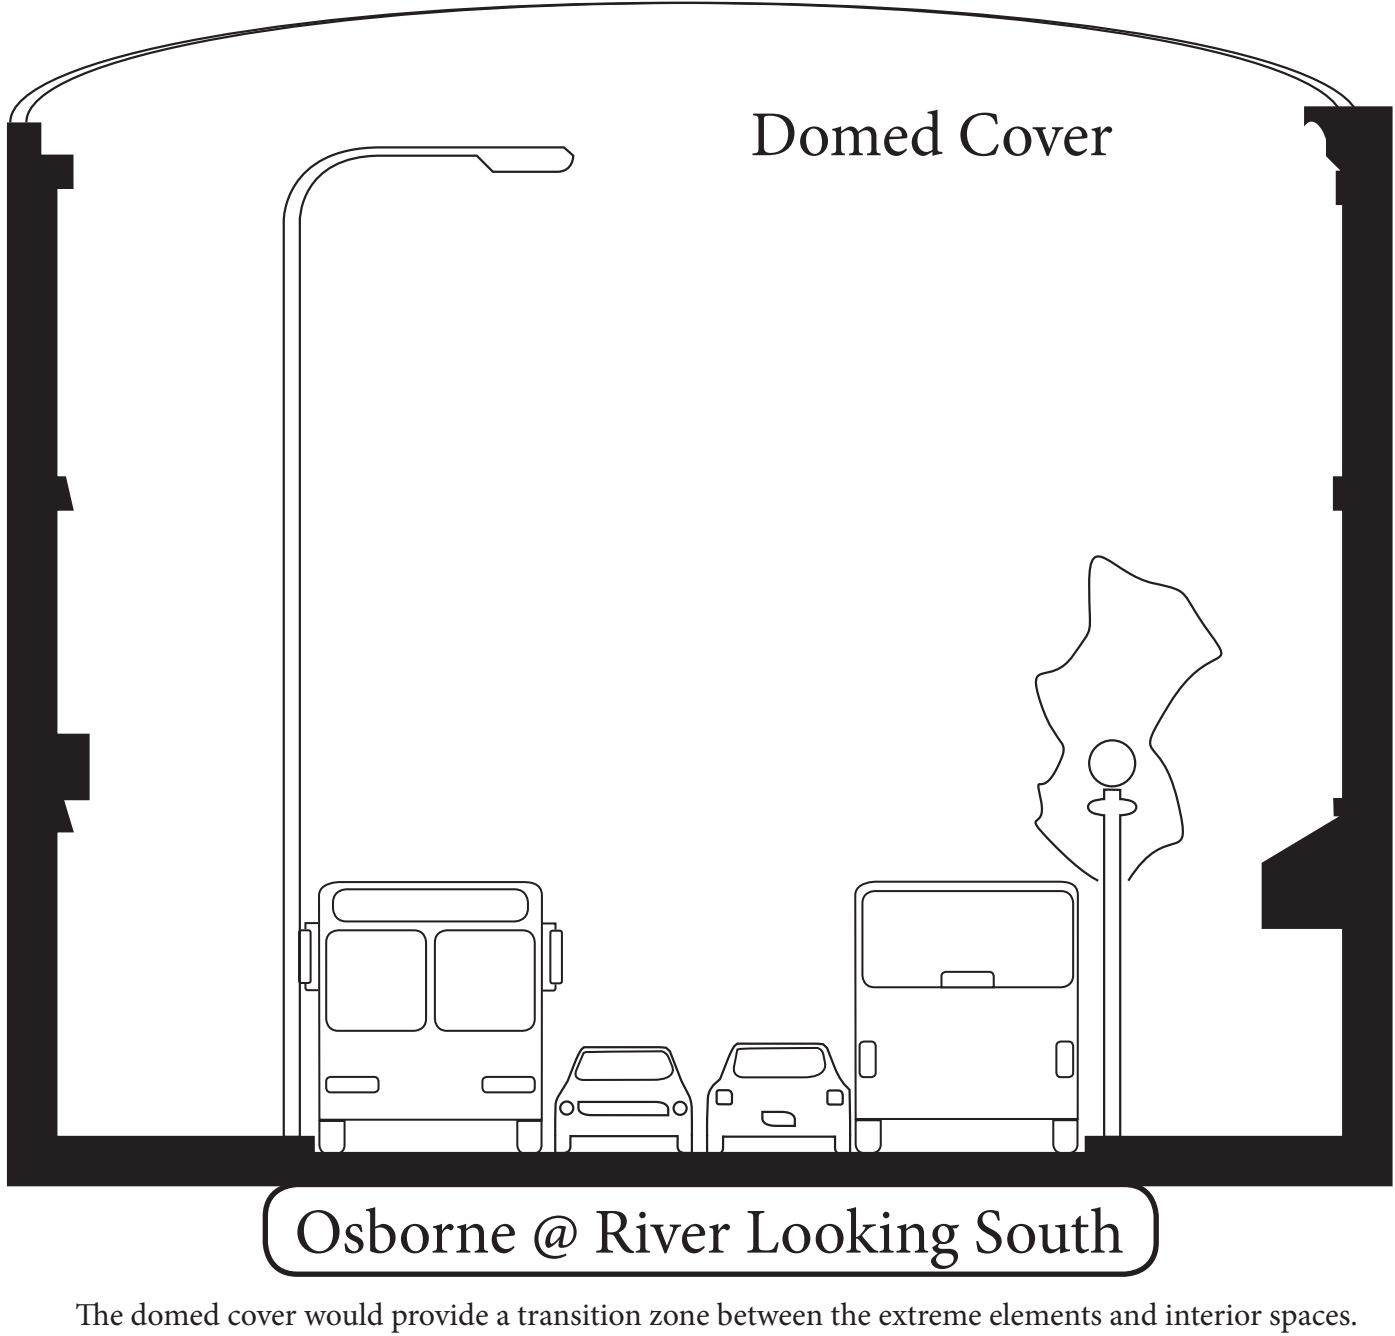 Domed Cover
Osborne @ River Looking South
The domed cover would provide a transition zone between the extreme elements and interior spaces.